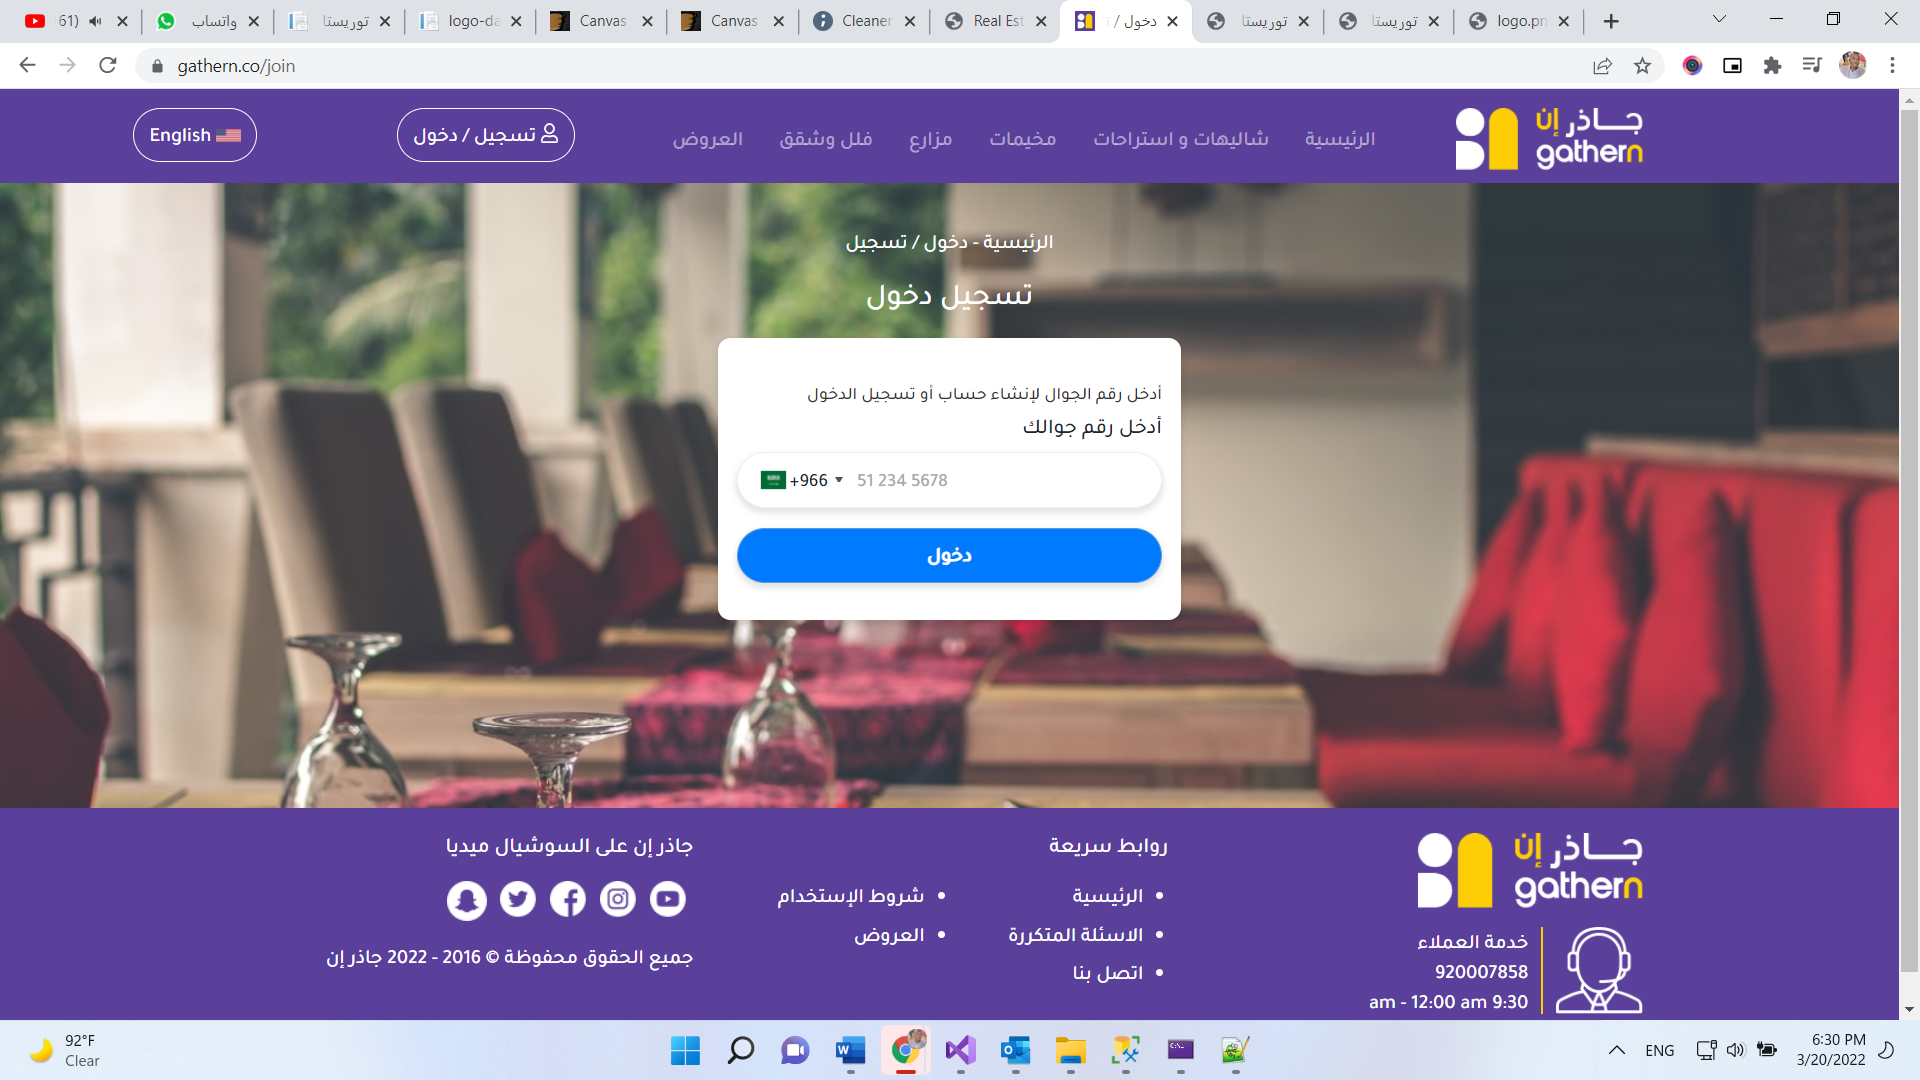 61)
واتساب
توريستا
logo-da
Canvas
Canvas
Cleaner
Real Est
دخول /
توريستا
توريستا
logo.pn
gathern.co/join
English
تسجيل / دخول
العروض
فلل وشقق
مزارع
مخيمات
شاليهات و استراحات
الرئيسية
جاذر إن
gathern
الرئيسية - دخول / تسجيل
تسجيل دخول
أدخل رقم الجوال لإنشاء حساب أو تسجيل الدخول
أدخل رقم جوالك
+966 51 234 5678
دخول
جاذر إن
gathern
خدمة العملاء
920007858
am - 12:00 am 9:30
روابط سريعة
الرئيسية
الاسئلة المتكررة
اتصل بنا
شروط الإستخدام
العروض
جاذر إن على السوشيال ميديا
جميع الحقوق محفوظة © 2016 - 2022 جاذر إن
92°F
Clear
ENG
6:30 PM
3/20/2022